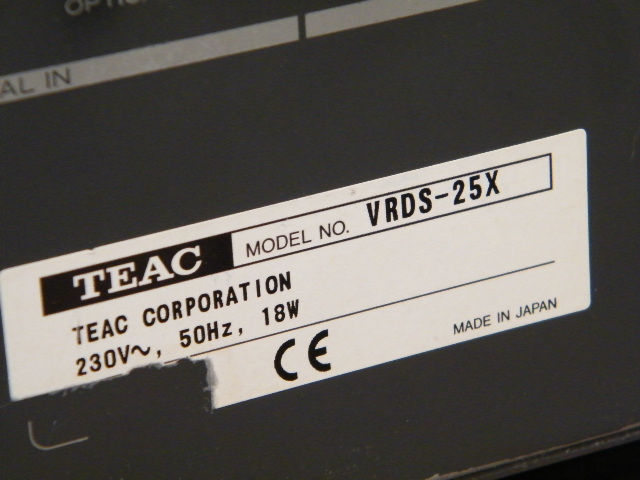 AL IN
TEAC MODEL NO. VRDS-25X
TEAC CORPORATION
230V~, 50Hz, 18W
CE
MADE IN JAPAN